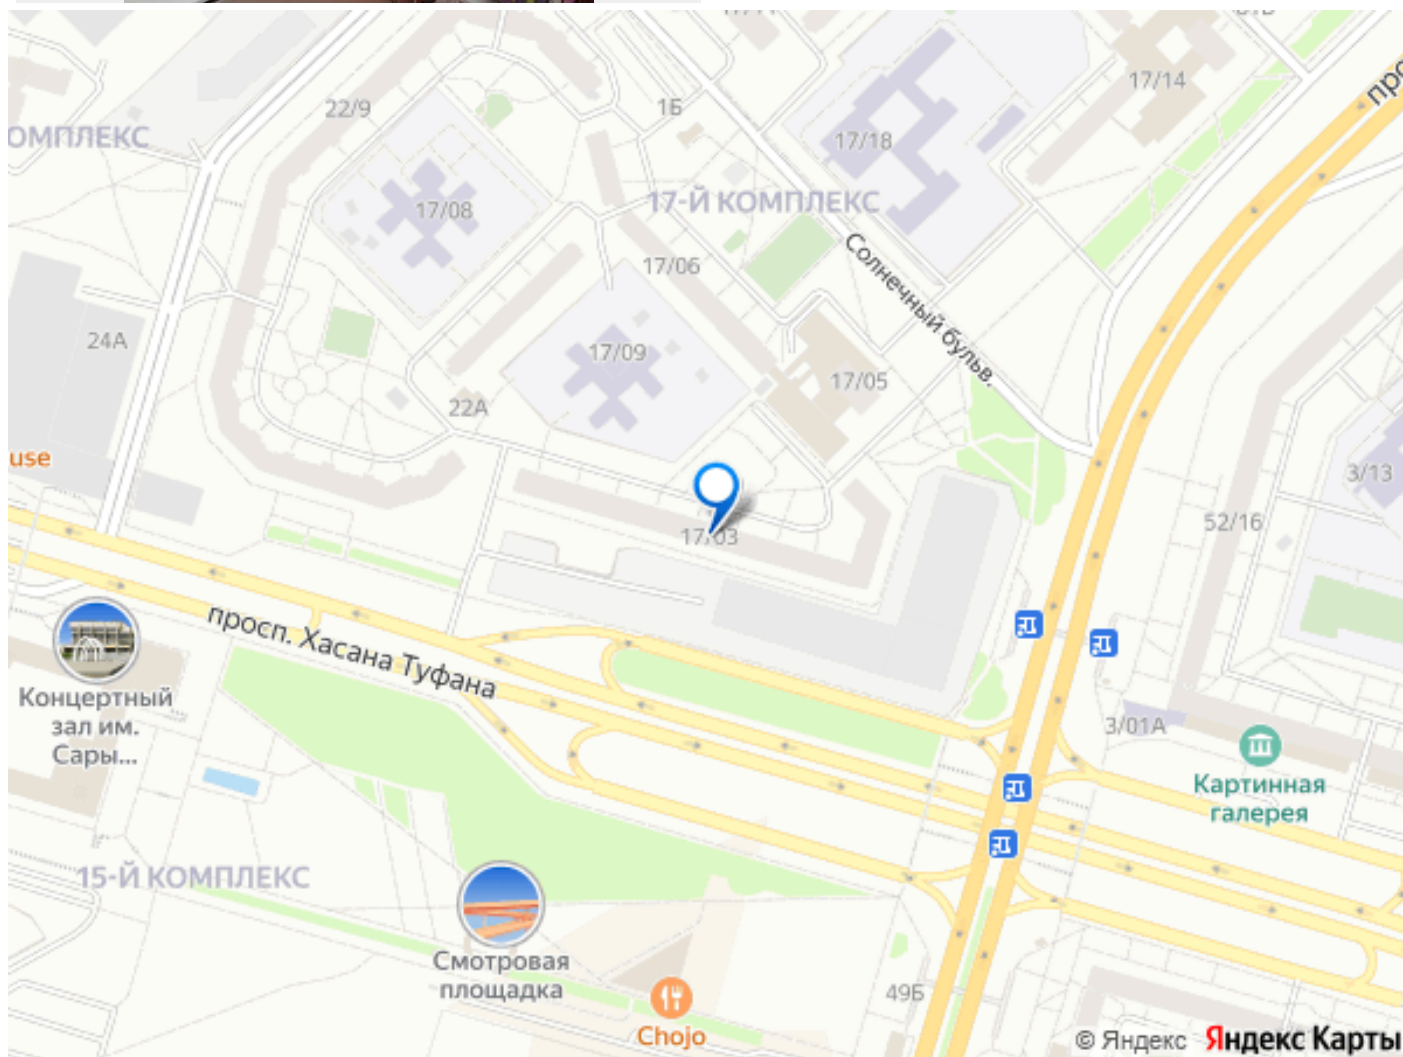 17/14
22/9
1Б
17/18
ОМПЛЕКС
17-Й КОМПЛЕКС
17/08
Солнечный бульв.
17/06
17/09
24А
17/05
22А
use
3/13
52/16
17/03
просп. Хасана Туфана
Концертный
зал им.
Сары...
3/01А
Картинная
галерея
15-Й КОМПЛЕКС
Смотровая
площадка
49Б
Chojo
© Яндекс Яндекс Карты